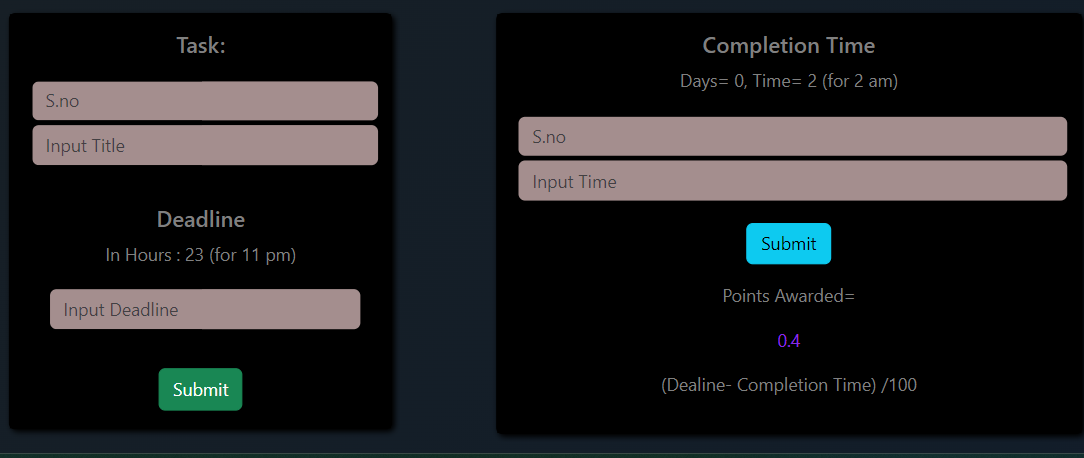 Task:
S.no
Input Title
Deadline
In Hours : 23 (for 11 pm)
Input Deadline
Submit
Completion Time
Days= 0, Time= 2 (for 2 am)
S.no
Input Time
Submit
Points Awarded=
0.4
(Dealine- Completion Time) /100